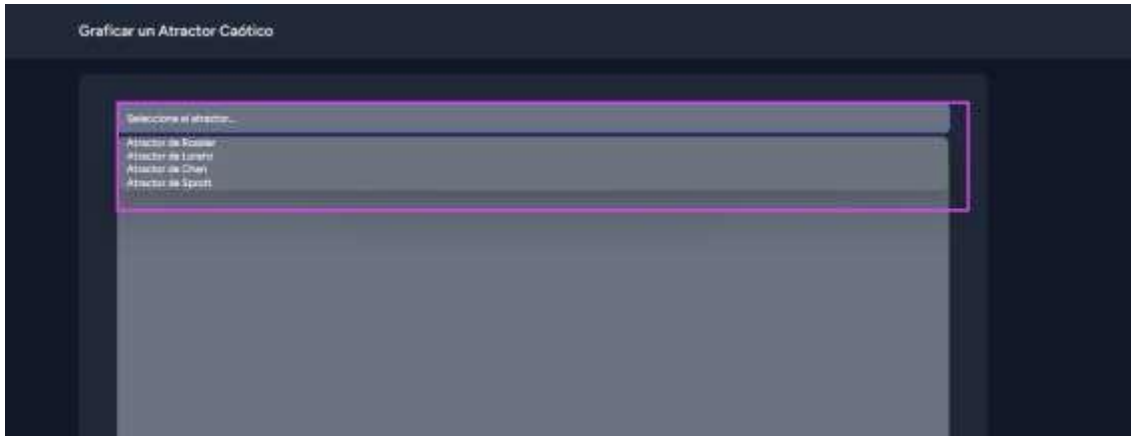 Graficar un Atractor Caótico
Seleccione el atractor...
Atractor de Rossler
Atractor de Lorenz
Atractor de Chen
Atractor de Sprott